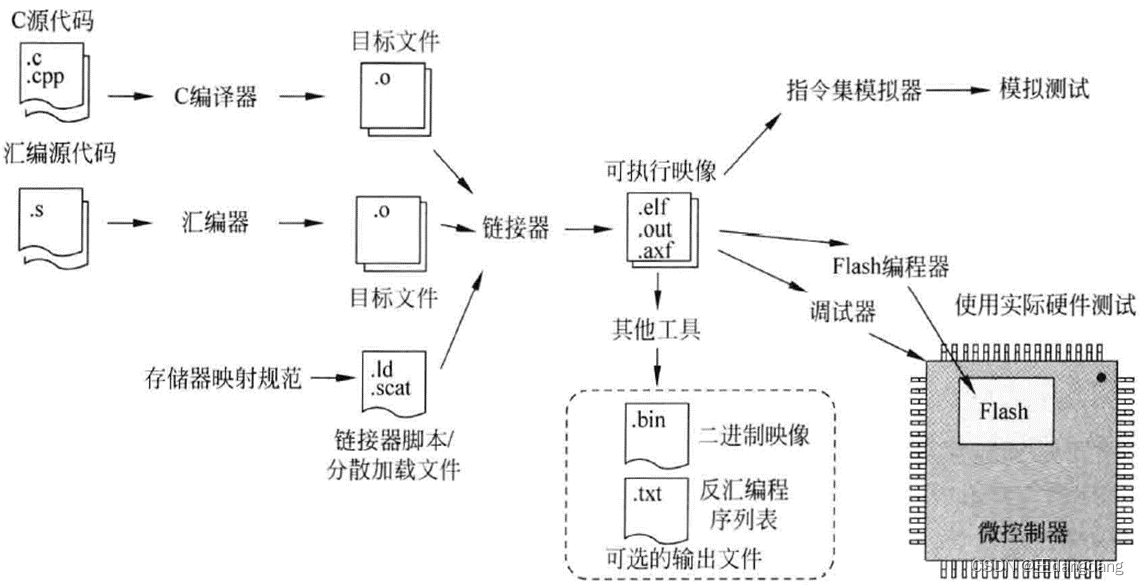 C源代码
.c
.cpp
C编译器
目标文件
.o
汇编源代码
.s
汇编器
.o
目标文件
存储器映射规范
.ld
.scat
链接器脚本/
分散加载文件
链接器
可执行映像
.elf
.out
.axf
指令集模拟器
模拟测试
Flash编程器
调试器
使用实际硬件测试
其他工具
.bin
二进制映像
.txt
反汇编程
序列表
可选的输出文件
Flash
微控制器